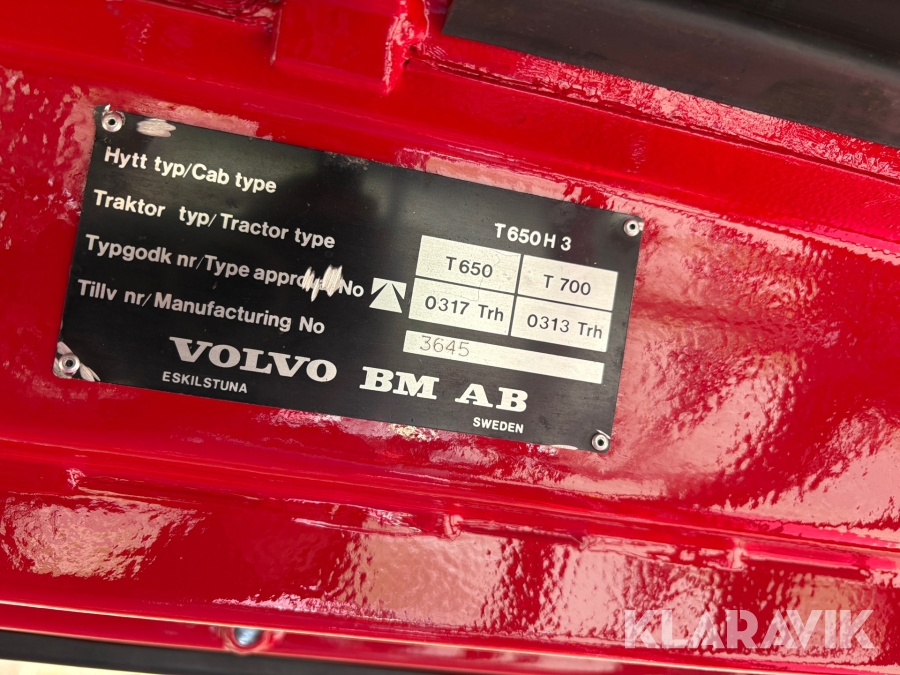 Hytt typ/Cab type T650H 3
Traktor typ/Tractor type T650 T 700
Typgodk nr/Type approval No 0317 Trh 0313 Trh
Tillv nr/Manufacturing No 3645
VOLVO BM AB
ESKILSTUNA SWEDEN
KLARAVIK